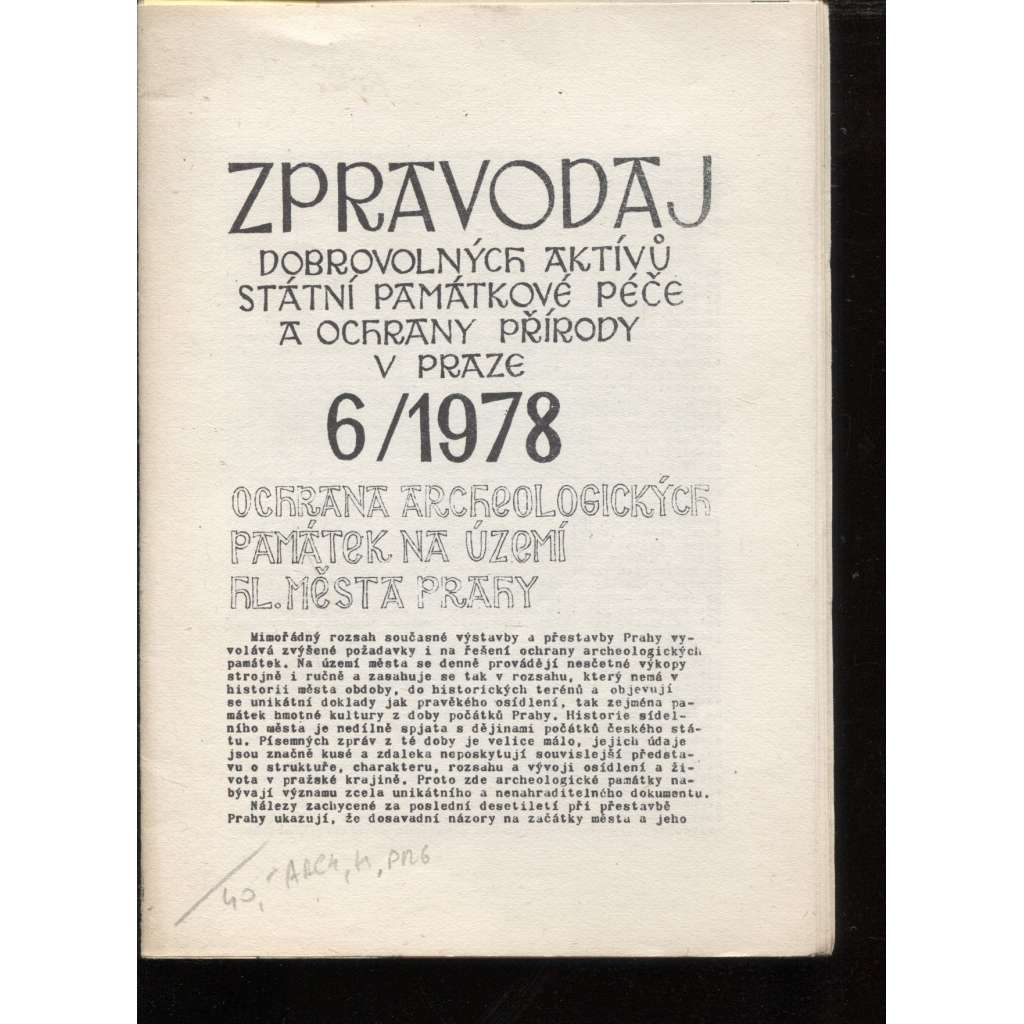 ZPRAVODAJ
DOBROVOLNÝCH AKTÍVŮ
STÁTNÍ PAMÁTKOVÉ PÉČE
A OCHRANY PŘÍRODY
V PRAZE
6/1978
OCHRANA ARCHEOLOGICKÝCH
PAMÁTEK NA ÚZEMÍ
HL. MĚSTA PRAHY
Mimořádný rozsah současné výstavby a přestavby Prahy vy-
volává zvýšené požadavky i na řešení ochrany archeologických
památek. Na území města se denně provádějí nesčetné výkopy
strojně i ručně a zasahuje se tak v rozsahu, který nemá v
historii města obdoby, do historických terénů a objevují
se unikátní doklady jak pravěkého osídlení, tak zejména pa-
mátek hmotné kultury z doby počátků Prahy. Historie sídel-
ního města je nedílně spjata s dějinami počátků českého stá-
tu. Písemných zpráv z té doby je velice málo, jejich údaje
jsou značně kusé a zdaleka neposkytují souvislejší předsta-
vu o struktuře, charakteru, rozsahu a vývoji osídlení a ži-
vota v pražské krajině. Proto zde archeologické památky na-
bývají významu zcela unikátního a nenahraditelného dokumentu.
Nálezy zachycené za poslední desetiletí při přestavbě
Prahy ukazují, že dosavadní názory na začátky města a jeho
40,- ARCH, H, PRG